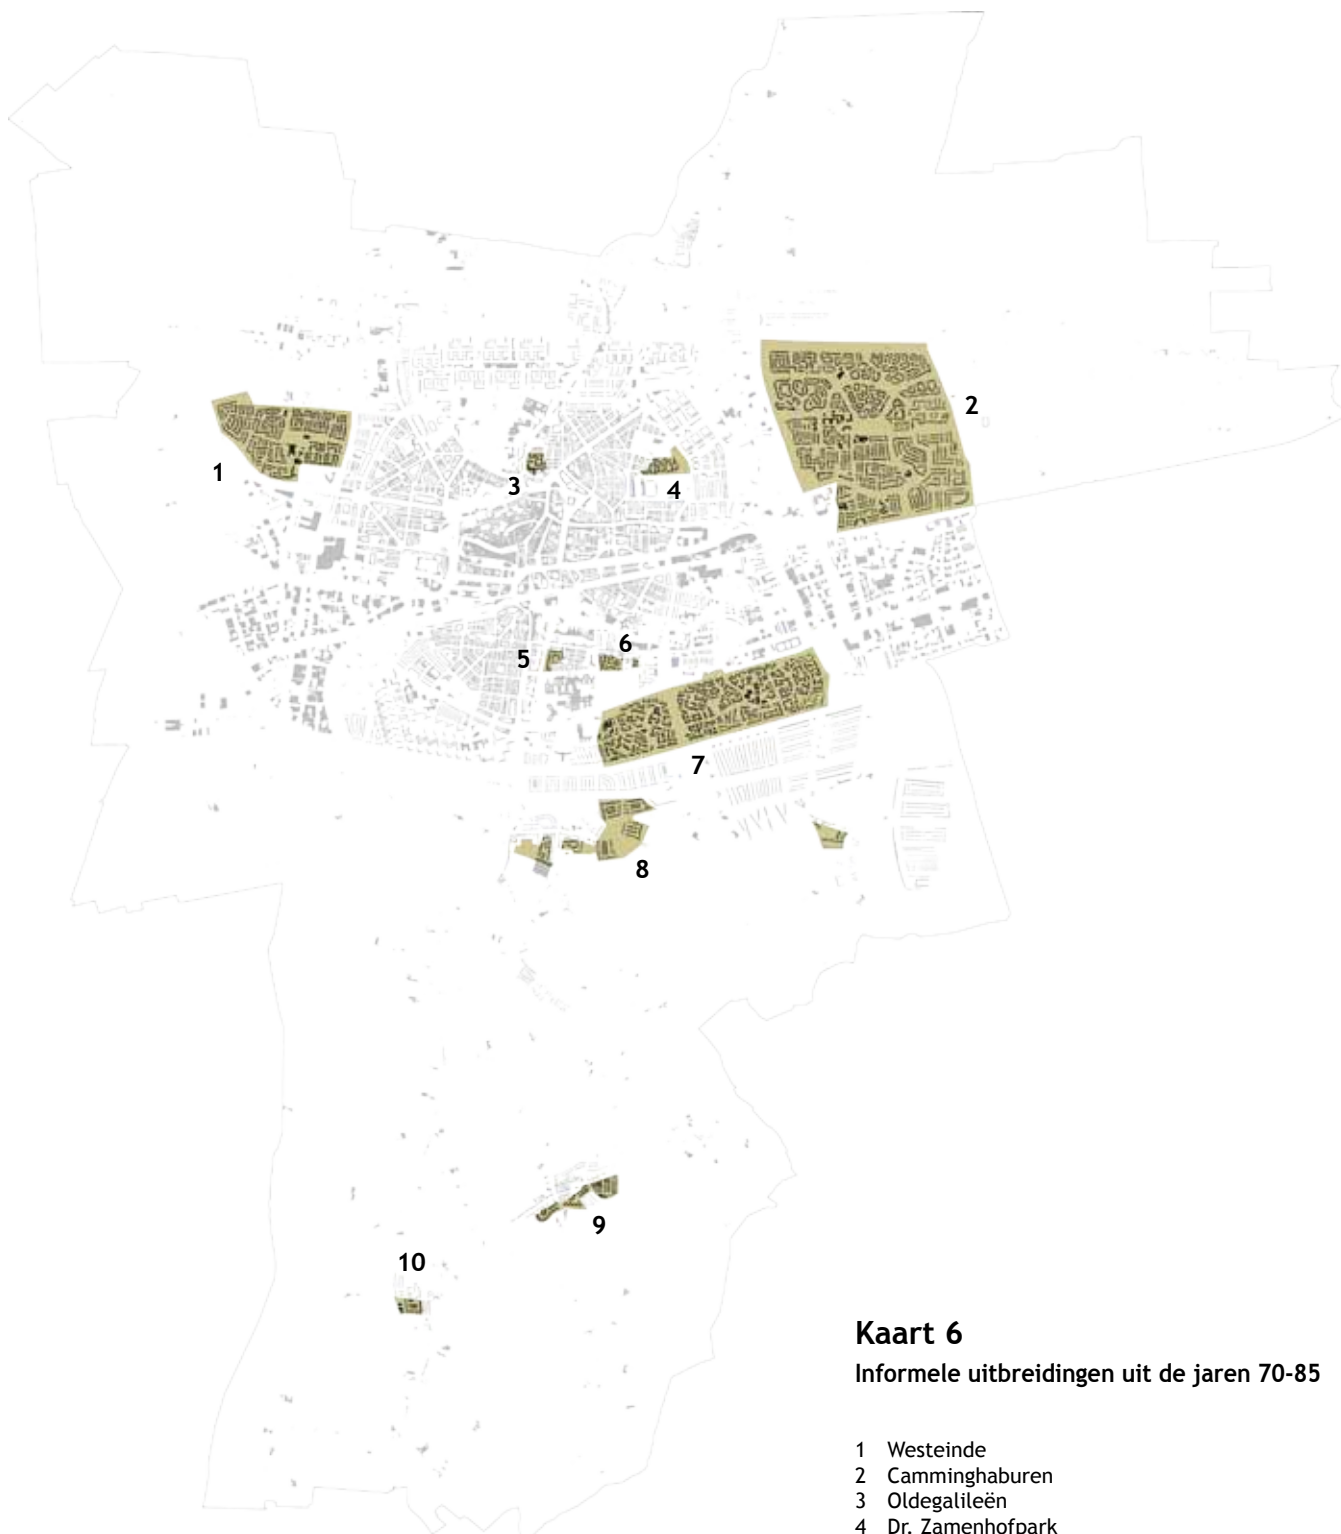 2
1
3
4
6
5
7
8
9
10
Kaart 6
Informele uitbreidingen uit de jaren 70-85
1 Westeinde
2 Camminghaburen
3 Oldegalileën
4 Dr. Zamenhofpark